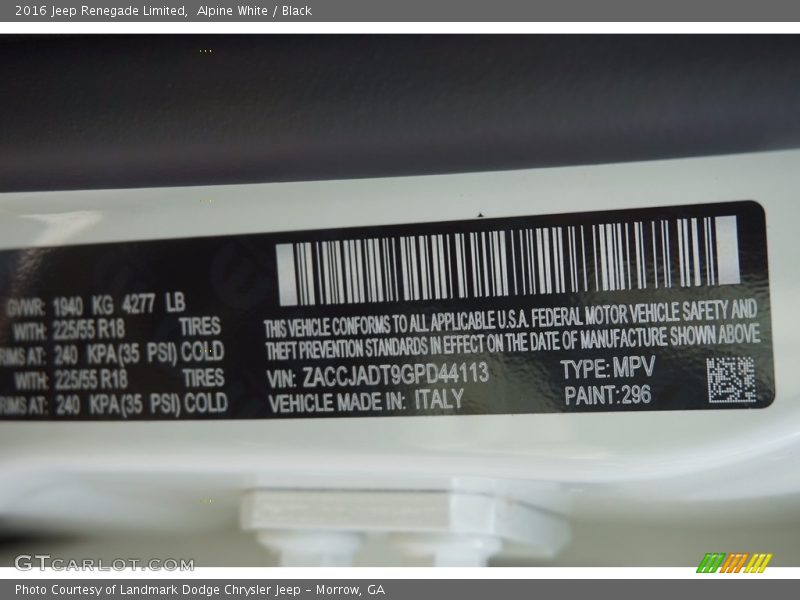 2016 Jeep Renegade Limited, Alpine White / Black
GVWR: 1940 KG 4277 LB
WITH: 225/55 R18 TIRES
RIMS AT: 240 KPA(35 PSI) COLD
WITH: 225/55 R18 TIRES
RIMS AT: 240 KPA(35 PSI) COLD
THIS VEHICLE CONFORMS TO ALL APPLICABLE U.S.A. FEDERAL MOTOR VEHICLE SAFETY AND
THEFT PREVENTION STANDARDS IN EFFECT ON THE DATE OF MANUFACTURE SHOWN ABOVE
VIN: ZACCJADT9GPD44113 TYPE: MPV
VEHICLE MADE IN: ITALY PAINT: 296
GTCARLOT.COM
Photo Courtesy of Landmark Dodge Chrysler Jeep – Morrow, GA